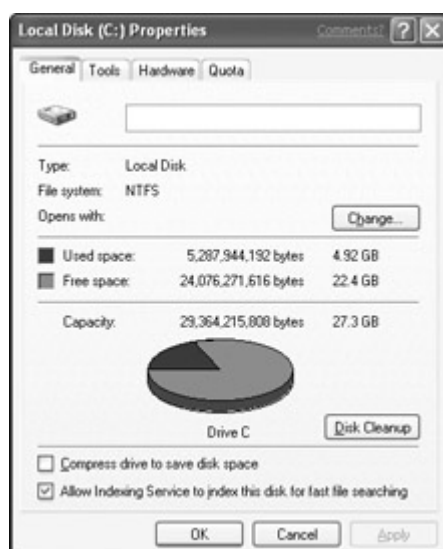 Local Disk (C:) Properties Comments? ? X
General Tools Hardware Quota
Type: Local Disk
File system: NTFS
Opens with: Change...
Used space: 5,287,944,192 bytes 4.92 GB
Free space: 24,076,271,616 bytes 22.4 GB
Capacity: 29,364,215,808 bytes 27.3 GB
Drive C Disk Cleanup
Compress drive to save disk space
Allow Indexing Service to index this disk for fast file searching
OK Cancel Apply